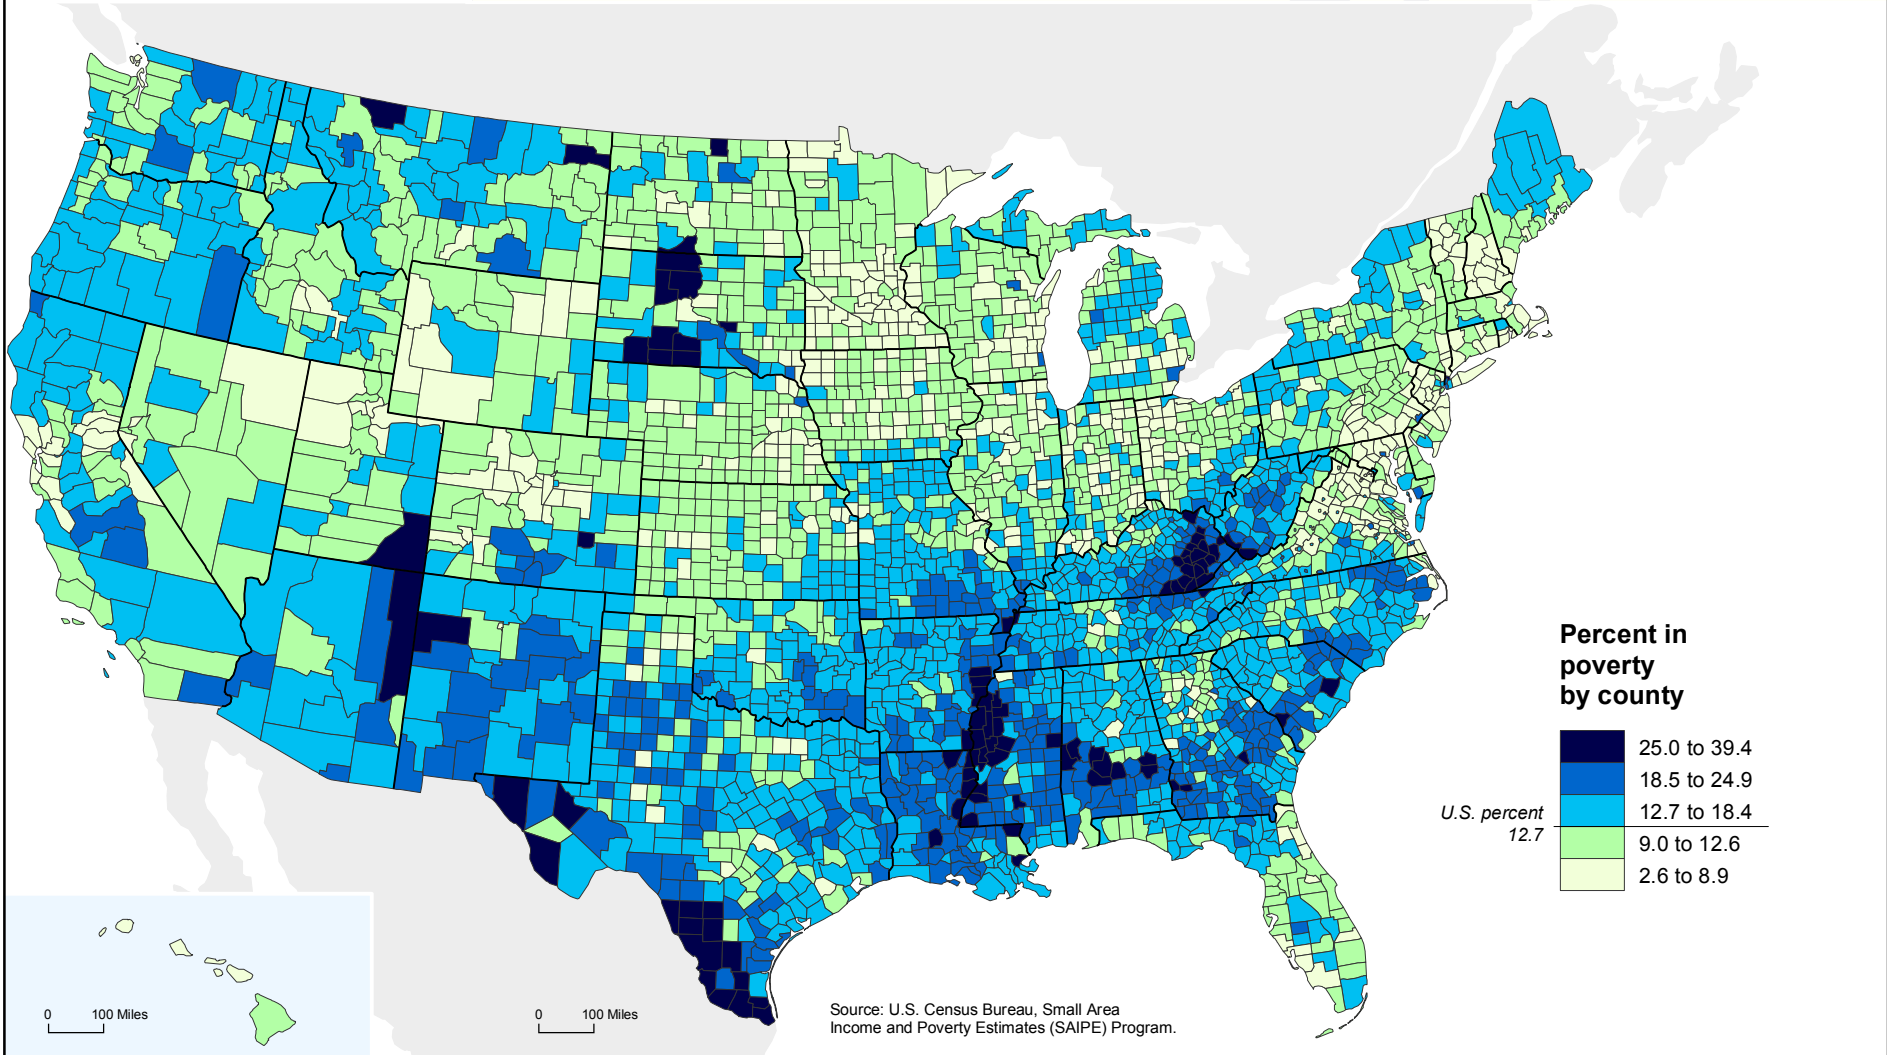 Percent in
poverty
by county
25.0 to 39.4
18.5 to 24.9
12.7 to 18.4
U.S. percent
12.7
9.0 to 12.6
2.6 to 8.9
0 100 Miles
0 100 Miles
Source: U.S. Census Bureau, Small Area
Income and Poverty Estimates (SAIPE) Program.